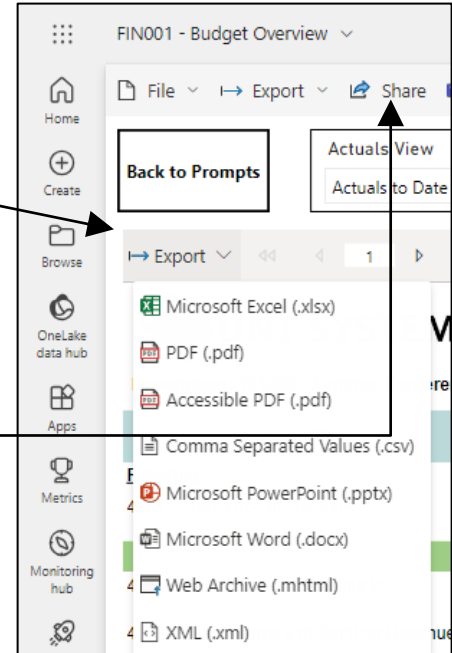 FIN001 - Budget Overview
File Export Share
Home
Back to Prompts
Actuals View
Actuals to Date
Create
Export 1
Browse
Microsoft Excel (.xlsx)
OneLake
data hub
PDF (.pdf)
Accessible PDF (.pdf)
Apps
Comma Separated Values (.csv)
Metrics
Microsoft PowerPoint (.pptx)
Microsoft Word (.docx)
Monitoring
hub
Web Archive (.mhtml)
XML (.xml)